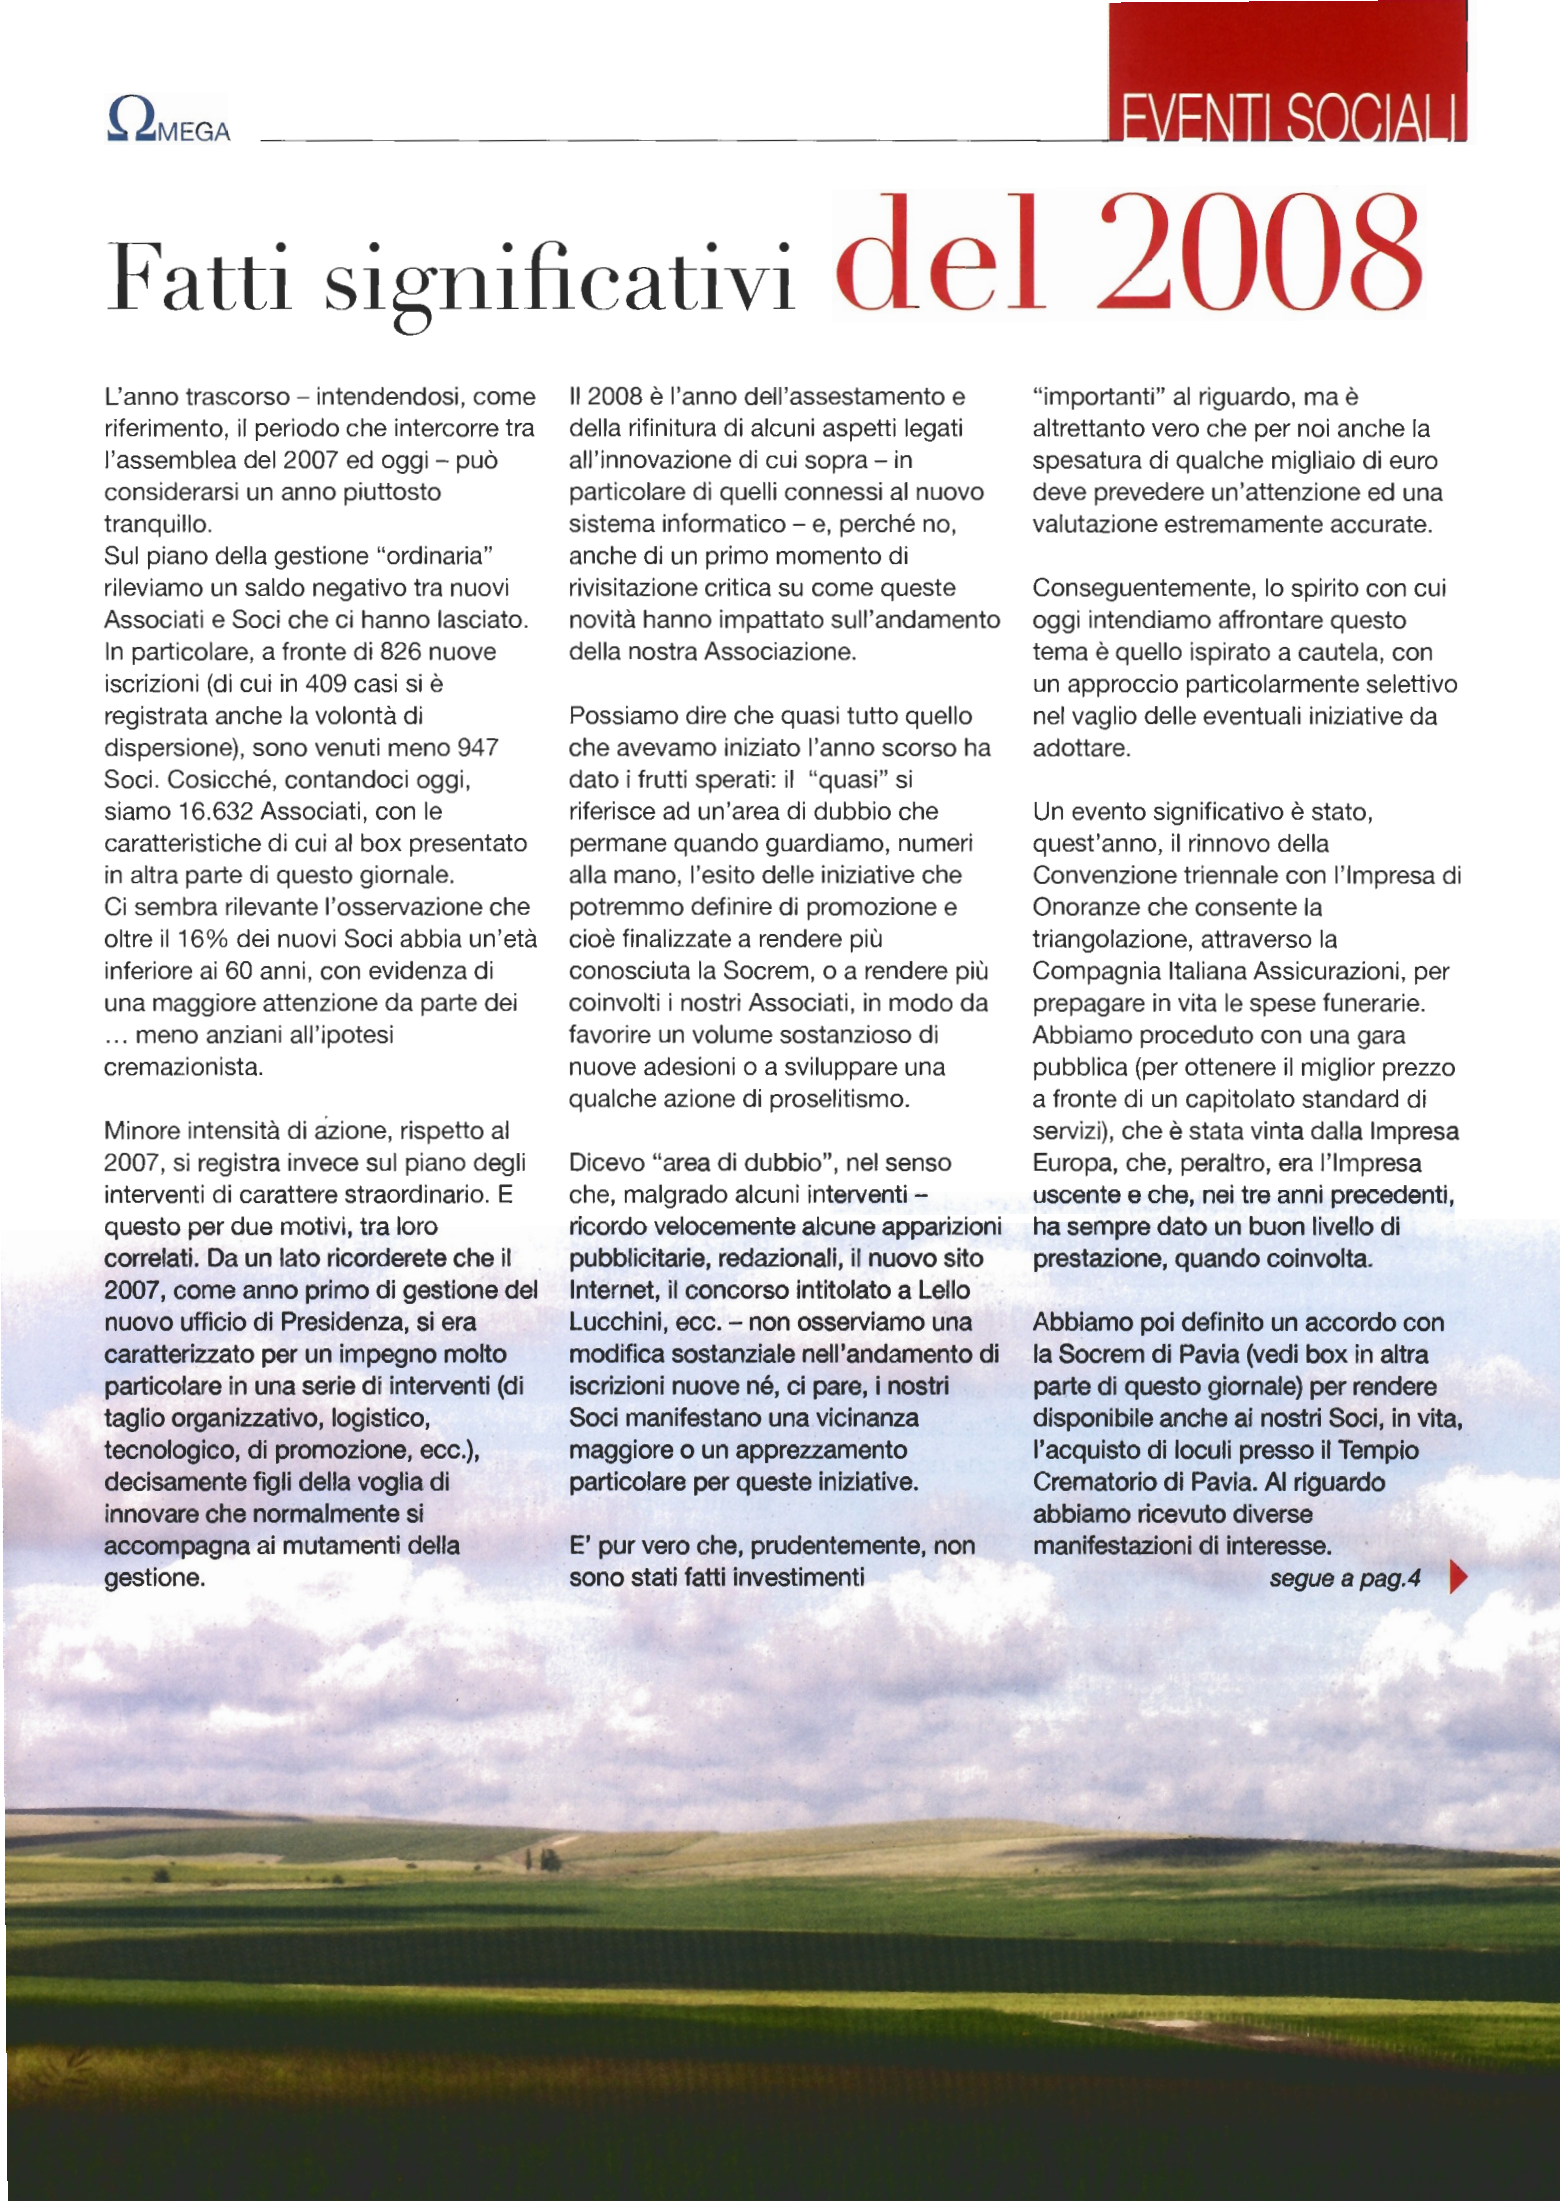 ΩMEGA
EVENTI SOCIALI
Fatti significativi del 2008
L'anno trascorso – intendendosi, come
riferimento, il periodo che intercorre tra
l'assemblea del 2007 ed oggi – può
considerarsi un anno piuttosto
tranquillo.
Sul piano della gestione “ordinaria”
rileviamo un saldo negativo tra nuovi
Associati e Soci che ci hanno lasciato.
In particolare, a fronte di 826 nuove
iscrizioni (di cui in 409 casi si è
registrata anche la volontà di
dispersione), sono venuti meno 947
Soci. Cosicché, contandoci oggi,
siamo 16.632 Associati, con le
caratteristiche di cui al box presentato
in altra parte di questo giornale.
Ci sembra rilevante l'osservazione che
oltre il 16% dei nuovi Soci abbia un'età
inferiore ai 60 anni, con evidenza di
una maggiore attenzione da parte dei
... meno anziani all'ipotesi
cremazionista.
Minore intensità di azione, rispetto al
2007, si registra invece sul piano degli
interventi di carattere straordinario. E
questo per due motivi, tra loro
correlati. Da un lato ricorderete che il
2007, come anno primo di gestione del
nuovo ufficio di Presidenza, si era
caratterizzato per un impegno molto
particolare in una serie di interventi (di
taglio organizzativo, logistico,
tecnologico, di promozione, ecc.),
decisamente figli della voglia di
innovare che normalmente si
accompagna ai mutamenti della
gestione.
Il 2008 è l'anno dell'assestamento e
della rifinitura di alcuni aspetti legati
all'innovazione di cui sopra – in
particolare di quelli connessi al nuovo
sistema informatico – e, perché no,
anche di un primo momento di
rivisitazione critica su come queste
novità hanno impattato sull'andamento
della nostra Associazione.
Possiamo dire che quasi tutto quello
che avevamo iniziato l'anno scorso ha
dato i frutti sperati: il “quasi” si
riferisce ad un'area di dubbio che
permane quando guardiamo, numeri
alla mano, l'esito delle iniziative che
potremmo definire di promozione e
cioè finalizzate a rendere più
conosciuta la Socrem, o a rendere più
coinvolti i nostri Associati, in modo da
favorire un volume sostanzioso di
nuove adesioni o a sviluppare una
qualche azione di proselitismo.
Dicevo “area di dubbio”, nel senso
che, malgrado alcuni interventi –
ricordo velocemente alcune apparizioni
pubblicitarie, redazionali, il nuovo sito
Internet, il concorso intitolato a Lello
Lucchini, ecc. – non osserviamo una
modifica sostanziale nell'andamento di
iscrizioni nuove né, ci pare, i nostri
Soci manifestano una vicinanza
maggiore o un apprezzamento
particolare per queste iniziative.
E' pur vero che, prudentemente, non
sono stati fatti investimenti
“importanti” al riguardo, ma è
altrettanto vero che per noi anche la
spesatura di qualche migliaio di euro
deve prevedere un'attenzione ed una
valutazione estremamente accurate.
Conseguentemente, lo spirito con cui
oggi intendiamo affrontare questo
tema è quello ispirato a cautela, con
un approccio particolarmente selettivo
nel vaglio delle eventuali iniziative da
adottare.
Un evento significativo è stato,
quest'anno, il rinnovo della
Convenzione triennale con l'Impresa di
Onoranze che consente la
triangolazione, attraverso la
Compagnia Italiana Assicurazioni, per
prepagare in vita le spese funerarie.
Abbiamo proceduto con una gara
pubblica (per ottenere il miglior prezzo
a fronte di un capitolato standard di
servizi), che è stata vinta dalla Impresa
Europa, che, peraltro, era l'Impresa
uscente e che, nei tre anni precedenti,
ha sempre dato un buon livello di
prestazione, quando coinvolta.
Abbiamo poi definito un accordo con
la Socrem di Pavia (vedi box in altra
parte di questo giornale) per rendere
disponibile anche ai nostri Soci, in vita,
l'acquisto di loculi presso il Tempio
Crematorio di Pavia. Al riguardo
abbiamo ricevuto diverse
manifestazioni di interesse.
segue a pag.4